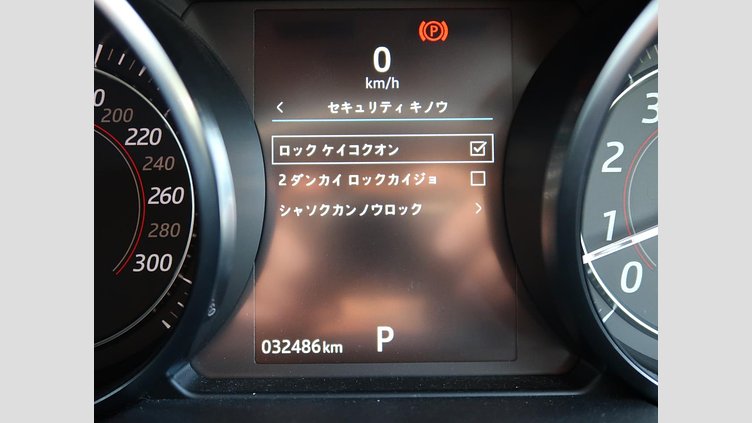 P
0
km/h
< セキュリティ キノウ
ロック ケイコクオン
2 ダンカイ ロックカイジョ
シャソクカンノウロック >
032486km P
200
220
240
260
280
300
3
2
1
0